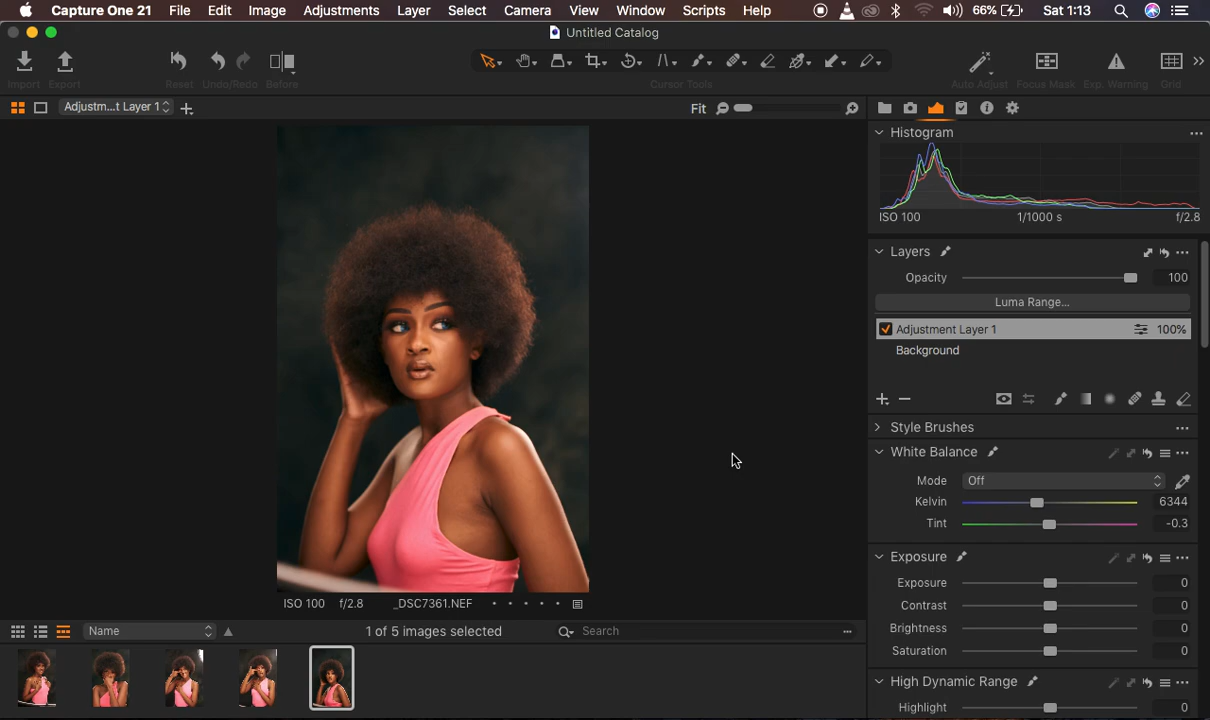 Capture One 21 File Edit Image Adjustments Layer Select Camera View Window Scripts Help 66% Sat 1:13
Untitled Catalog
Import Export Reset Undo/Redo Before Cursor Tools Auto Adjust Focus Mask Exp. Warning Grid
Adjustm...t Layer 1 Fit
Histogram
ISO 100 1/1000 s f/2.8
Layers
Opacity 100
Luma Range...
Adjustment Layer 1 100%
Background
Style Brushes
White Balance
Mode Off
Kelvin 6344
Tint -0.3
Exposure
Exposure 0
Contrast 0
Brightness 0
Saturation 0
High Dynamic Range
Highlight 0
ISO 100 f/2.8 _DSC7361.NEF
Name 1 of 5 images selected Search